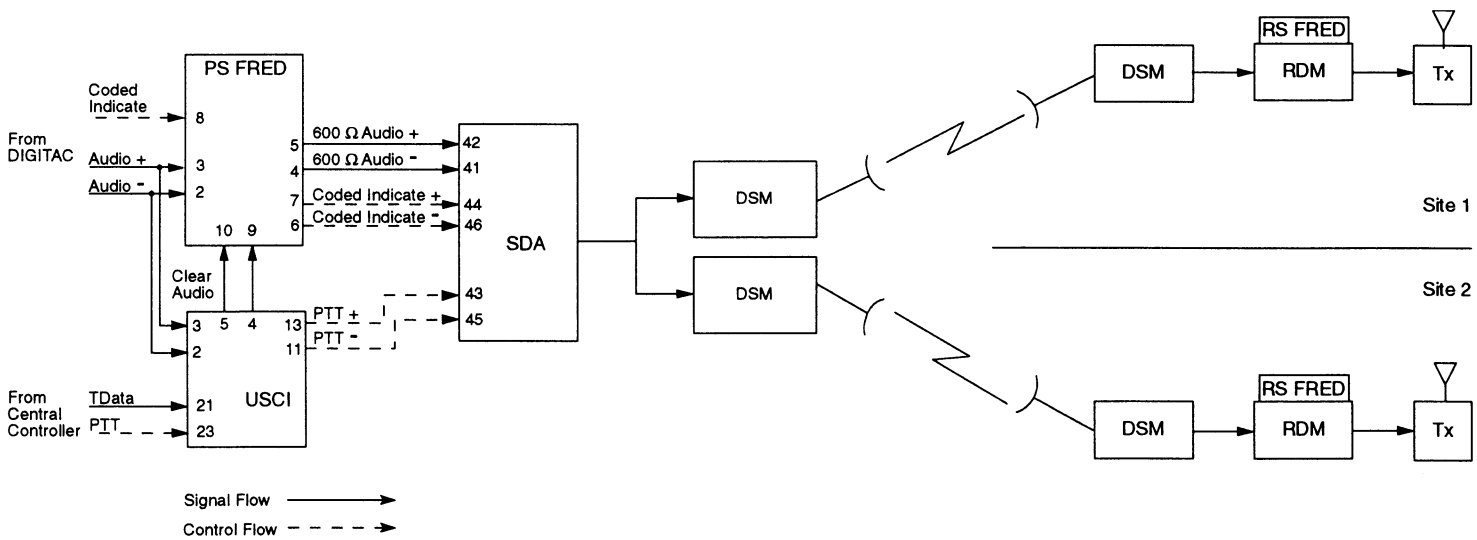 PS FRED
Coded
Indicate
8
From
DIGITAC
Audio +
3
Audio -
2
10 9
5
600 Ω Audio +
4
600 Ω Audio -
7
Coded Indicate +
6
Coded Indicate -
42
41
44
46
SDA
43
45
Clear
Audio
3
5
4
13
PTT +
2
11
PTT -
USCI
From
Central
Controller
TData
21
PTT
23
DSM
DSM
DSM
RS FRED
RDM
Tx
Site 1
Site 2
DSM
RS FRED
RDM
Tx
Signal Flow
Control Flow